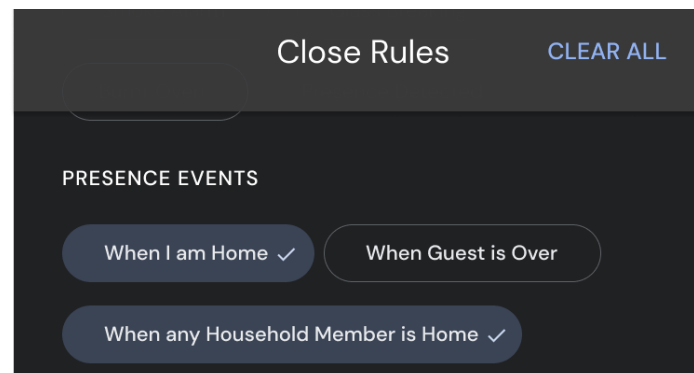 Close Rules CLEAR ALL
PRESENCE EVENTS
When I am Home When Guest is Over
When any Household Member is Home